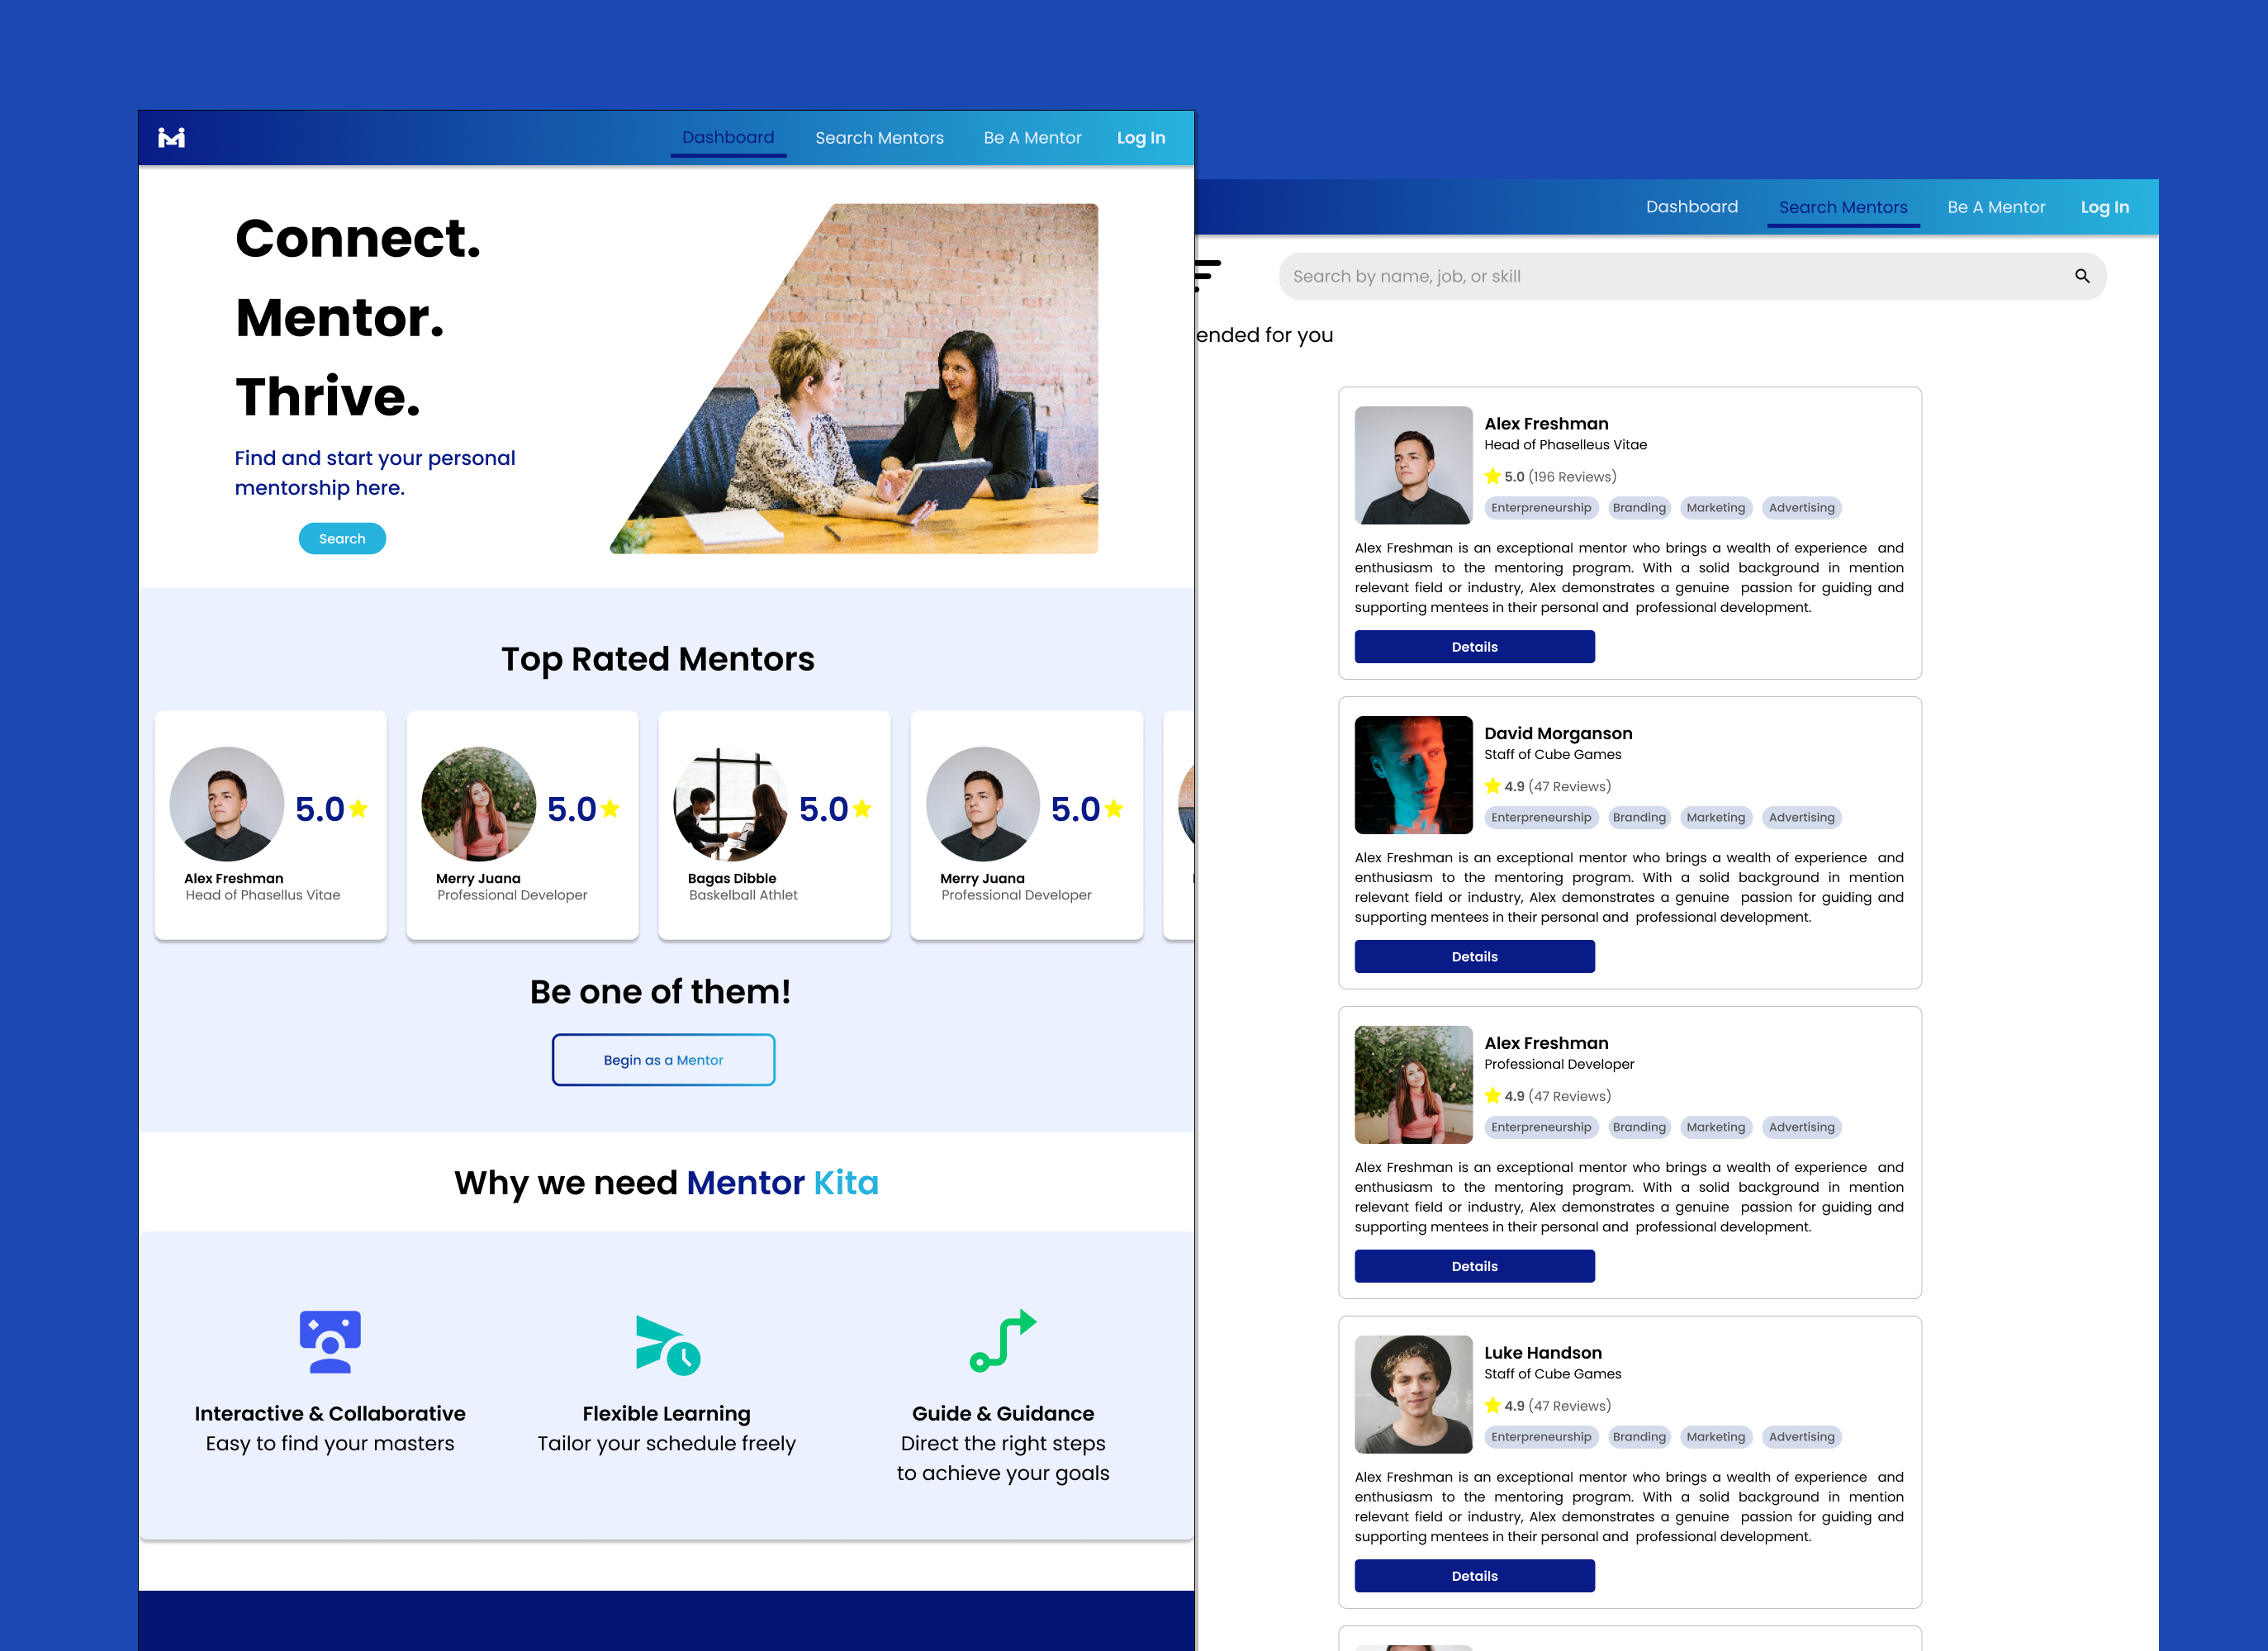 Dashboard
Search Mentors
Be A Mentor
Log In
Connect.
Mentor.
Thrive.
Find and start your personal
mentorship here.
Search
Top Rated Mentors
5.0
Alex Freshman
Head of Phasellus Vitae
5.0
Merry Juana
Professional Developer
5.0
Bagas Dibble
Baskelball Athlet
5.0
Merry Juana
Professional Developer
Be one of them!
Begin as a Mentor
Why we need Mentor Kita
Interactive & Collaborative
Easy to find your masters
Flexible Learning
Tailor your schedule freely
Guide & Guidance
Direct the right steps
to achieve your goals
Dashboard
Search Mentors
Be A Mentor
Log In
Search by name, job, or skill
ended for you
Alex Freshman
Head of Phaselleus Vitae
5.0 (196 Reviews)
Enterpreneurship Branding Marketing Advertising
Alex Freshman is an exceptional mentor who brings a wealth of experience and
enthusiasm to the mentoring program. With a solid background in mention
relevant field or industry, Alex demonstrates a genuine passion for guiding and
supporting mentees in their personal and professional development.
Details
David Morganson
Staff of Cube Games
4.9 (47 Reviews)
Enterpreneurship Branding Marketing Advertising
Alex Freshman is an exceptional mentor who brings a wealth of experience and
enthusiasm to the mentoring program. With a solid background in mention
relevant field or industry, Alex demonstrates a genuine passion for guiding and
supporting mentees in their personal and professional development.
Details
Alex Freshman
Professional Developer
4.9 (47 Reviews)
Enterpreneurship Branding Marketing Advertising
Alex Freshman is an exceptional mentor who brings a wealth of experience and
enthusiasm to the mentoring program. With a solid background in mention
relevant field or industry, Alex demonstrates a genuine passion for guiding and
supporting mentees in their personal and professional development.
Details
Luke Handson
Staff of Cube Games
4.9 (47 Reviews)
Enterpreneurship Branding Marketing Advertising
Alex Freshman is an exceptional mentor who brings a wealth of experience and
enthusiasm to the mentoring program. With a solid background in mention
relevant field or industry, Alex demonstrates a genuine passion for guiding and
supporting mentees in their personal and professional development.
Details